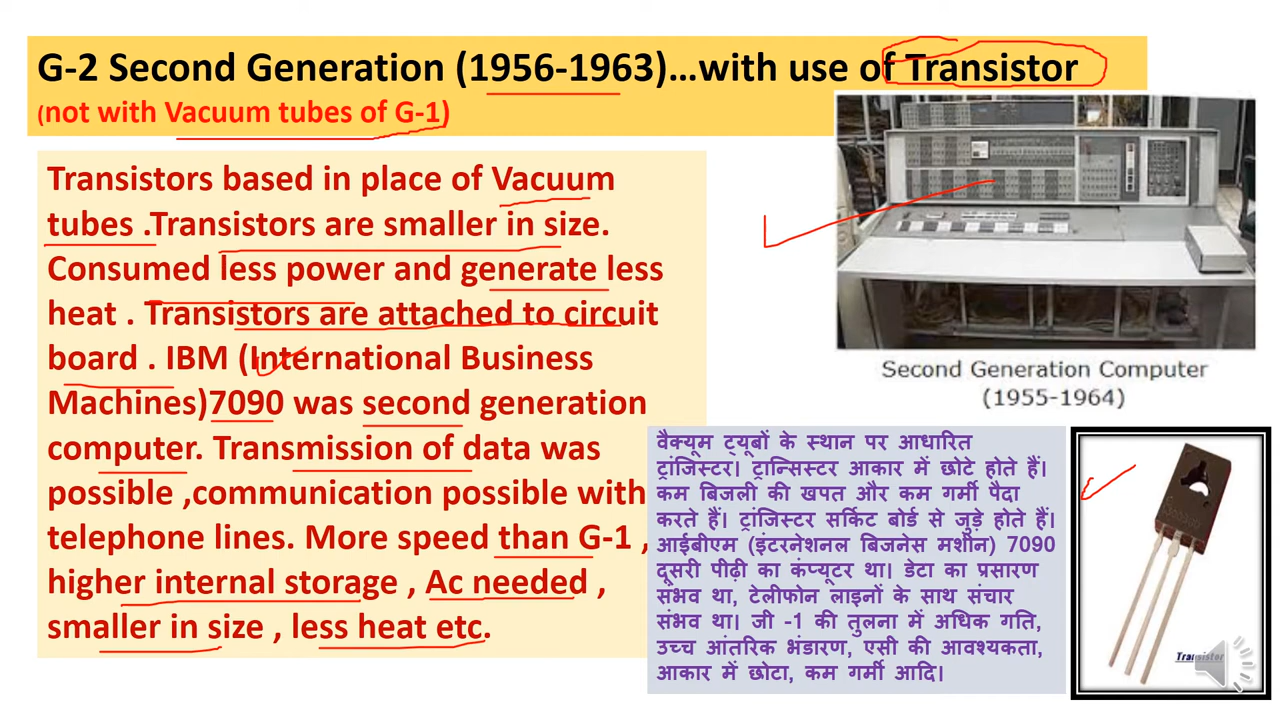 G-2 Second Generation (1956-1963)...with use of Transistor
(not with Vacuum tubes of G-1)
Transistors based in place of Vacuum
tubes .Transistors are smaller in size.
Consumed less power and generate less
heat . Transistors are attached to circuit
board . IBM (International Business
Machines)7090 was second generation
computer. Transmission of data was
possible ,communication possible with
telephone lines. More speed than G-1 ,
higher internal storage , Ac needed ,
smaller in size , less heat etc.
Second Generation Computer
(1955-1964)
वैक्यूम ट्यूबों के स्थान पर आधारित
ट्रांजिस्टर। ट्रान्सिस्टर आकार में छोटे होते हैं।
कम बिजली की खपत और कम गर्मी पैदा
करते हैं। ट्रांजिस्टर सर्किट बोर्ड से जुड़े होते हैं।
आईबीएम (इंटरनेशनल बिजनेस मशीन) 7090
दूसरी पीढ़ी का कंप्यूटर था। डेटा का प्रसारण
संभव था, टेलीफोन लाइनों के साथ संचार
संभव था। जी -1 की तुलना में अधिक गति,
उच्च आंतरिक भंडारण, एसी की आवश्यकता,
आकार में छोटा, कम गर्मी आदि।
Transistor